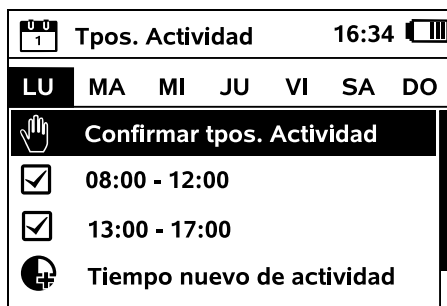 1 Tpos. Actividad 16:34
LU MA MI JU VI SA DO
Confirmar tpos. Actividad
08:00 - 12:00
13:00 - 17:00
Tiempo nuevo de actividad